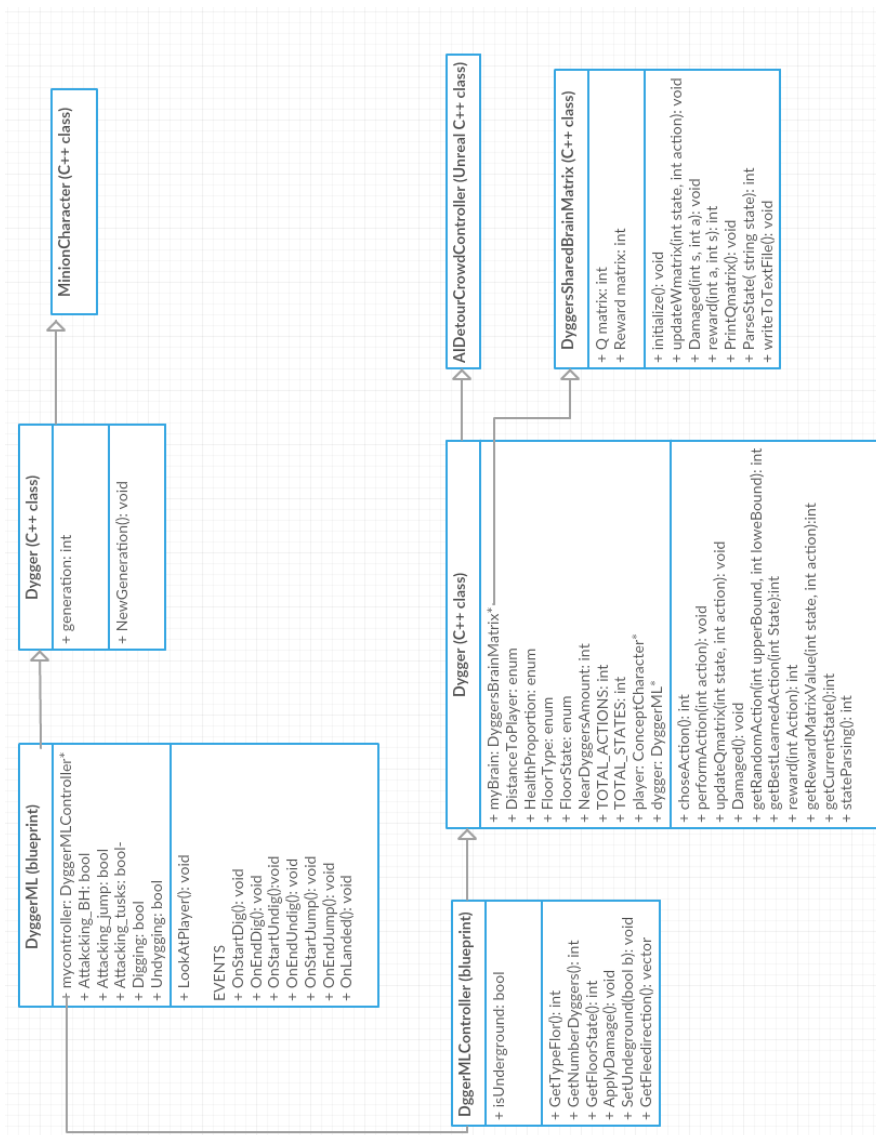 DyggerML (blueprint)
+ mycontroller: DyggerMLController*
+ Attakcking_BH: bool
+ Attacking_jump: bool
+ Attacking_tusks: bool-
+ Digging: bool
+ Undygging: bool
+ LookAtPlayer(): void
EVENTS
+ OnStartDig(): void
+ OnEndDig(): void
+ OnStartUndig():void
+ OnEndUndig(): void
+ OnStartJump(): void
+ OnEndJump(): void
+ OnLanded(): void
Dygger (C++ class)
+ generation: int
+ NewGeneration(): void
MinionCharacter (C++ class)
DggerMLController (blueprint)
+ isUnderground: bool
+ GetTypeFlor(): int
+ GetNumberDyggers(): int
+ GetFloorState(): int
+ ApplyDamage(): void
+ SetUndeground(bool b): void
+ GetFleedirection(): vector
Dygger (C++ class)
+ myBrain: DyggersBrainMatrix*
+ DistanceToPlayer: enum
+ HealthProportion: enum
+ FloorType: enum
+ FloorState: enum
+ NearDyggersAmount: int
+ TOTAL_ACTIONS: int
+ TOTAL_STATES: int
+ player: ConceptCharacter*
+ dygger: DyggerML*
+ choseAction(): int
+ performAction(int action): void
+ updateQmatrix(int state, int action): void
+ Damaged(): void
+ getRandomAction(int upperBound, int loweBound): int
+ getBestLearnedAction(int State):int
+ reward(int Action): int
+ getRewardMatrixValue(int state, int action):int
+ getCurrentState():int
+ stateParsing(): int
AIDetourCrowdController (Unreal C++ class)
DyggersSharedBrainMatrix (C++ class)
+ Q matrix: int
+ Reward matrix: int
+ initialize(): void
+ updateWmatrix(int state, int action): void
+ Damaged(int s, int a): void
+ reward(int a, int s): int
+ PrintQmatrix(): void
+ ParseState( string state): int
+ writeToTextFile(): void